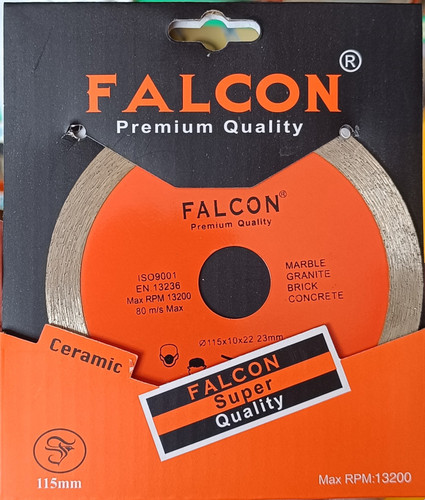 ®
FALCON
Premium Quality
FALCON®
Premium Quality
ISO9001
EN 13236
Max RPM 13200
80 m/s Max
MARBLE
GRANITE
BRICK
CONCRETE
Ø115x10x22.23mm
Ceramic
FALCON
Super
Quality
115mm
Max RPM:13200